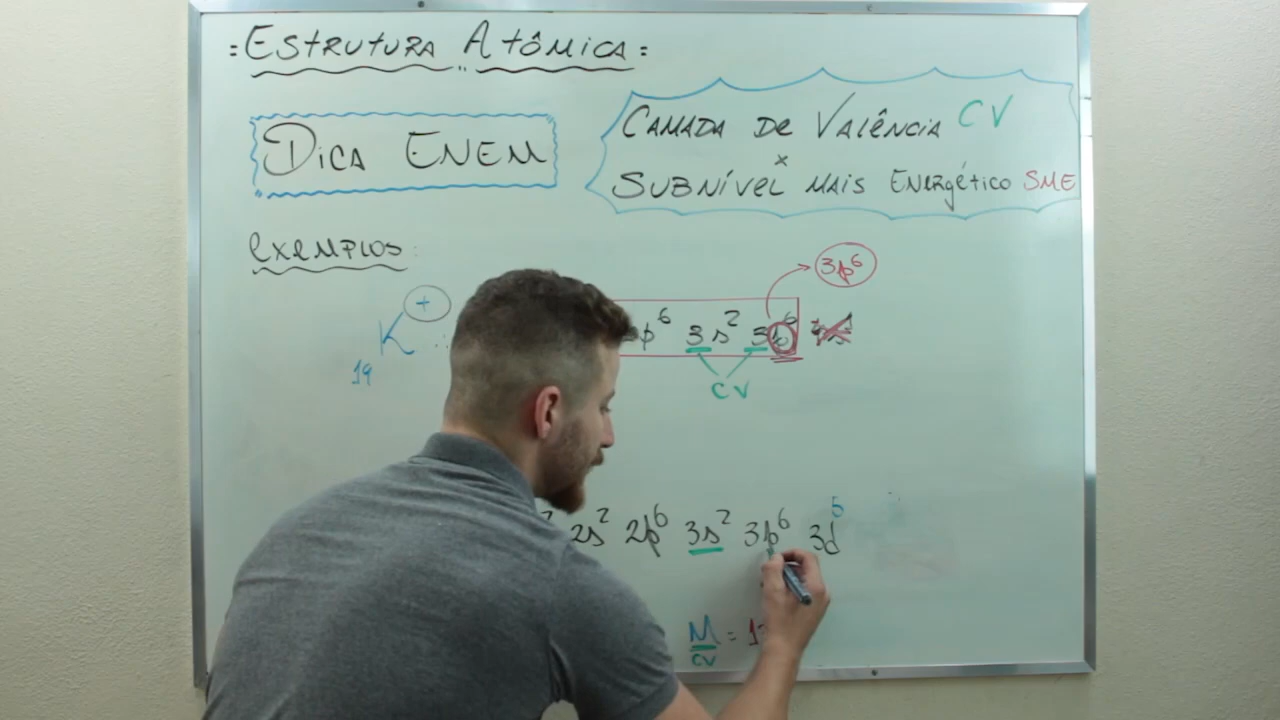 = Estrutura Atômica =
Dica ENEM
Camada de Valência CV
x
Subnível mais Energético SME
exemplos:
3p⁶
19 K +
p⁶ 3s² 3p⁶
CV
2s² 2p⁶ 3s² 3p⁶ 3d⁵
M =
CV